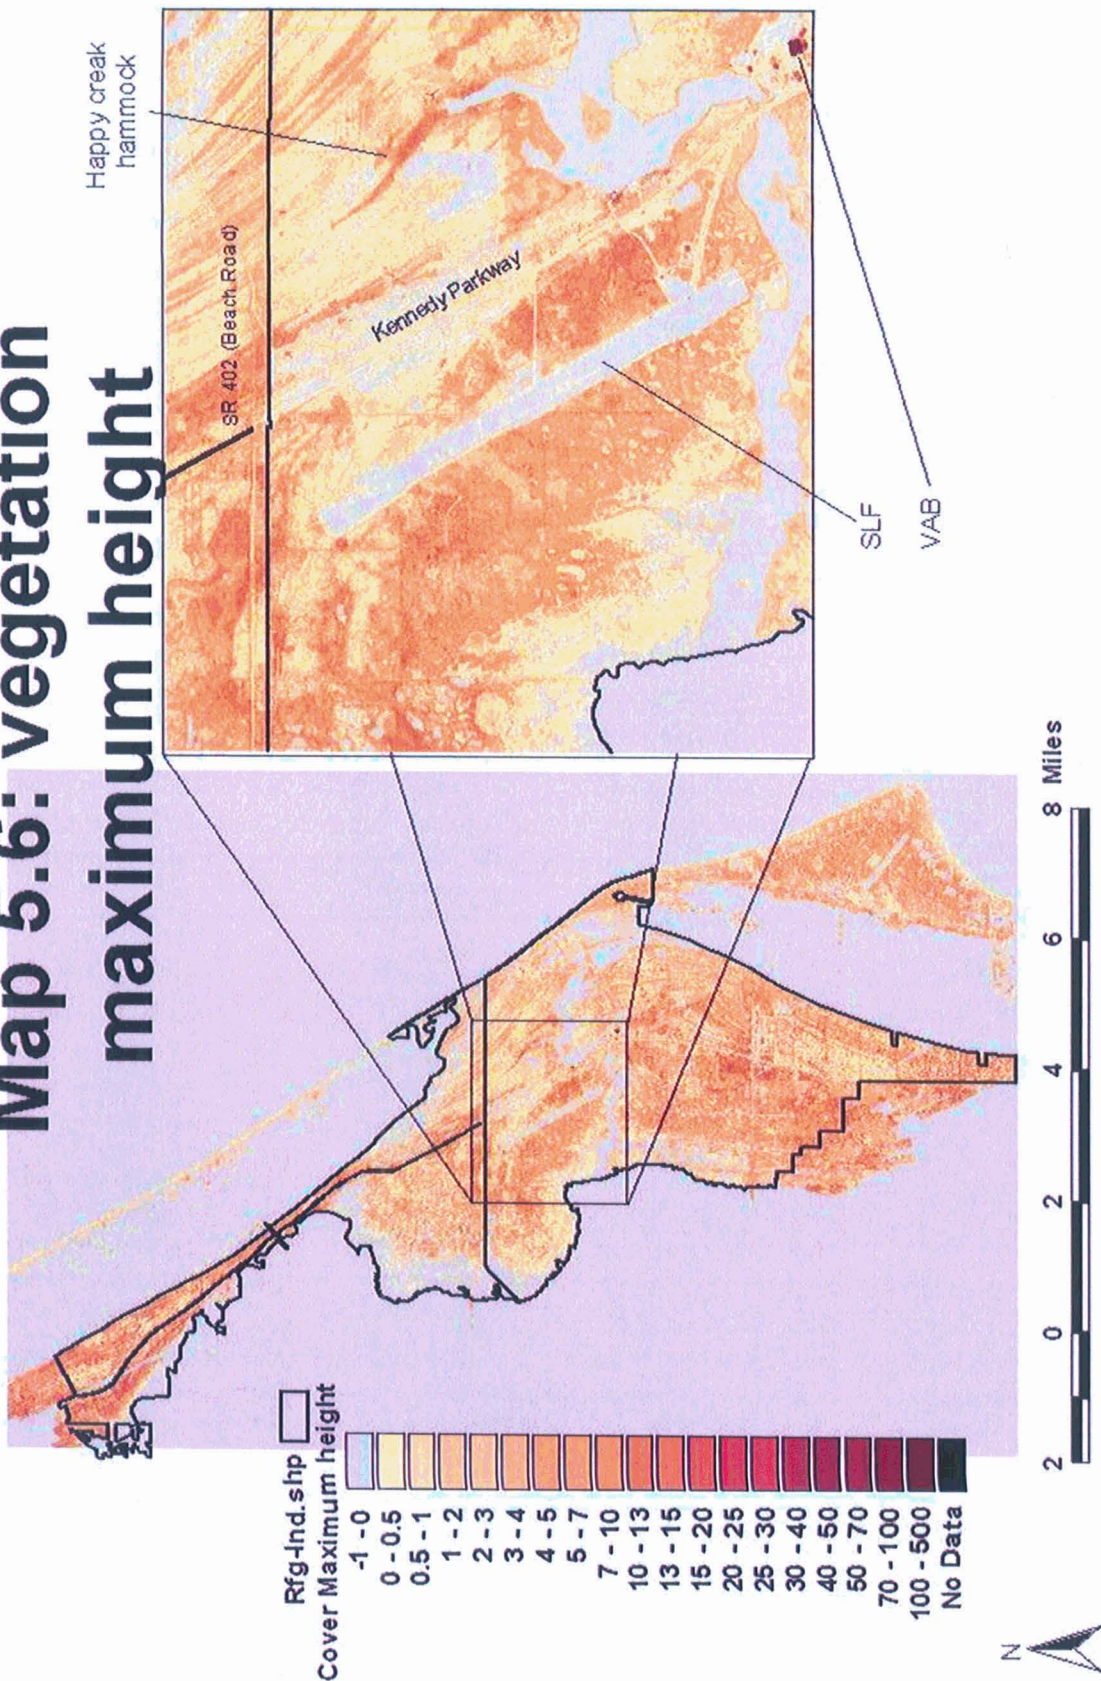 Map 5.6: vegetation
maximum height
Happy creak
hammock
SR 402 (Beach Road)
Kennedy Parkway
SLF
VAB
Rfg-lnd.shp
Cover Maximum height
-1 - 0
0 - 0.5
0.5 - 1
1 - 2
2 - 3
3 - 4
4 - 5
5 - 7
7 - 10
10 - 13
13 - 15
15 - 20
20 - 25
25 - 30
30 - 40
40 - 50
50 - 70
70 - 100
100 - 500
No Data
N
2 0 2 4 6 8 Miles